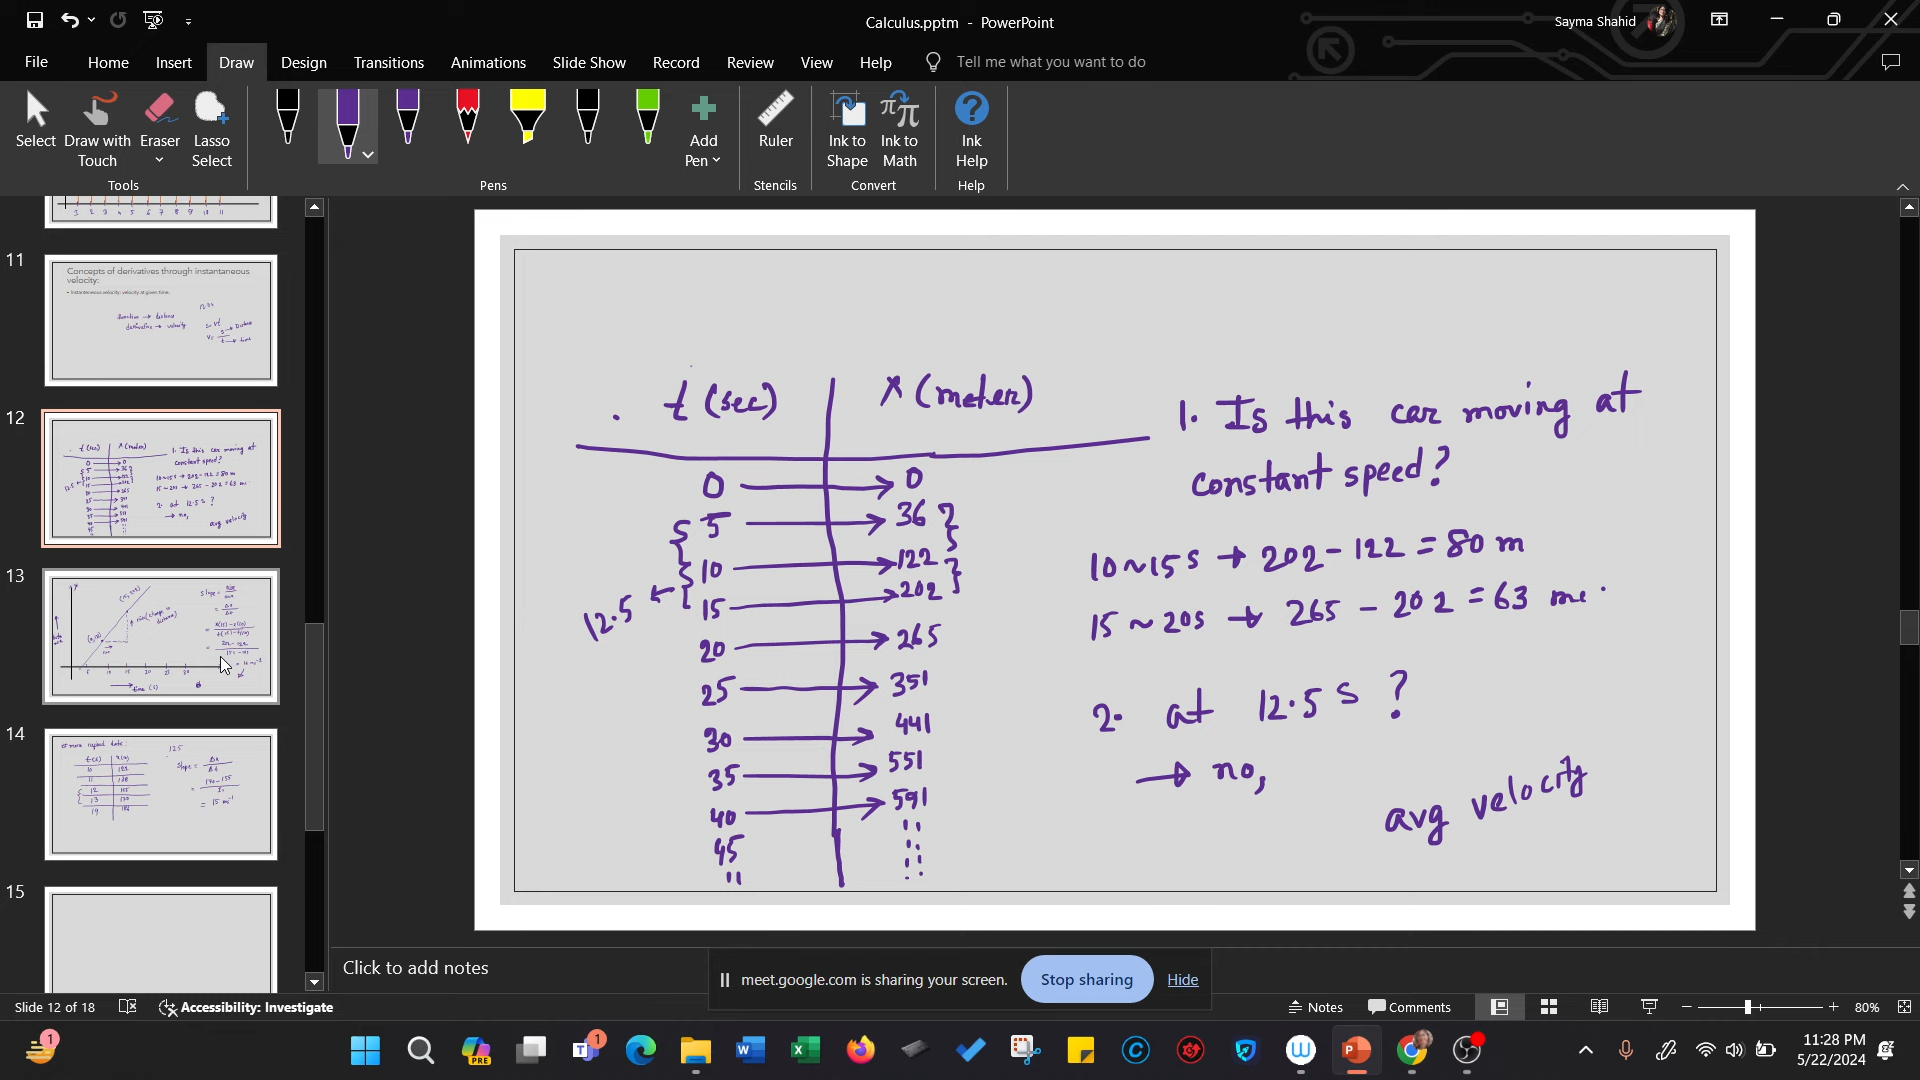 Calculus.pptm - PowerPoint
Sayma Shahid
File Home Insert Draw Design Transitions Animations Slide Show Record Review View Help Tell me what you want to do
Select
Draw with Touch
Eraser
Lasso Select
Add Pen
Ruler
Ink to Shape
Ink to Math
Ink Help
Tools Pens Stencils Convert Help
11
Concepts of derivatives through instantaneous velocity:
12
13
14
15
t (sec) x (meter)
0 → 0
5 → 36
10 → 122
15 → 202
12.5 ←
20 → 265
25 → 351
30 → 441
35 → 551
40 → 591
45
1. Is this car moving at
constant speed?
10~15 s → 202 - 122 = 80 m
15 ~ 20s → 265 - 202 = 63 me.
2. at 12.5 s ?
→ no,
avg velocity
Click to add notes
meet.google.com is sharing your screen. Stop sharing Hide
Slide 12 of 18 Accessibility: Investigate Notes Comments 80%
11:28 PM
5/22/2024